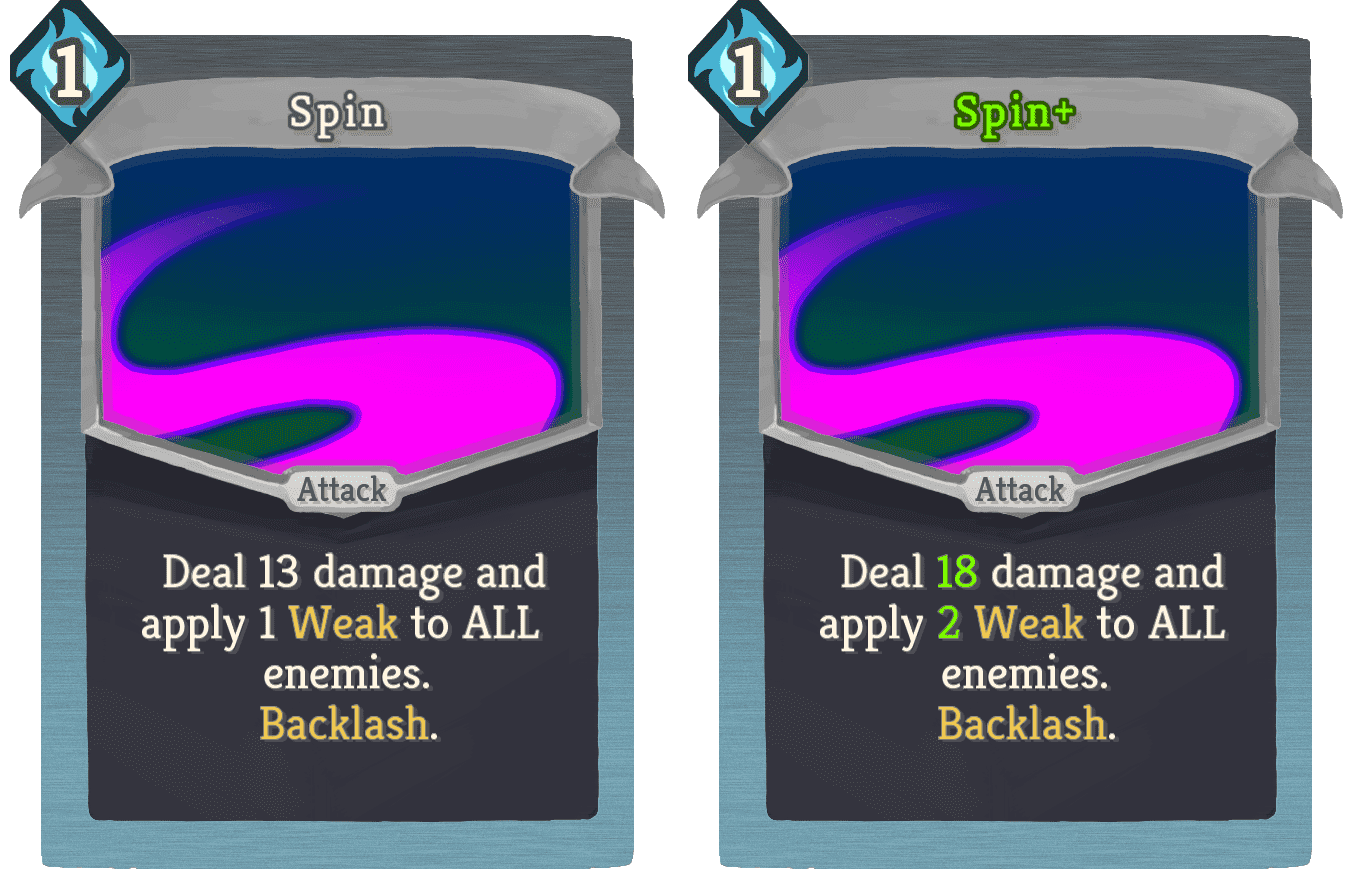 1
Spin
Attack
Deal 13 damage and
apply 1 Weak to ALL
enemies.
Backlash.
1
Spin+
Attack
Deal 18 damage and
apply 2 Weak to ALL
enemies.
Backlash.